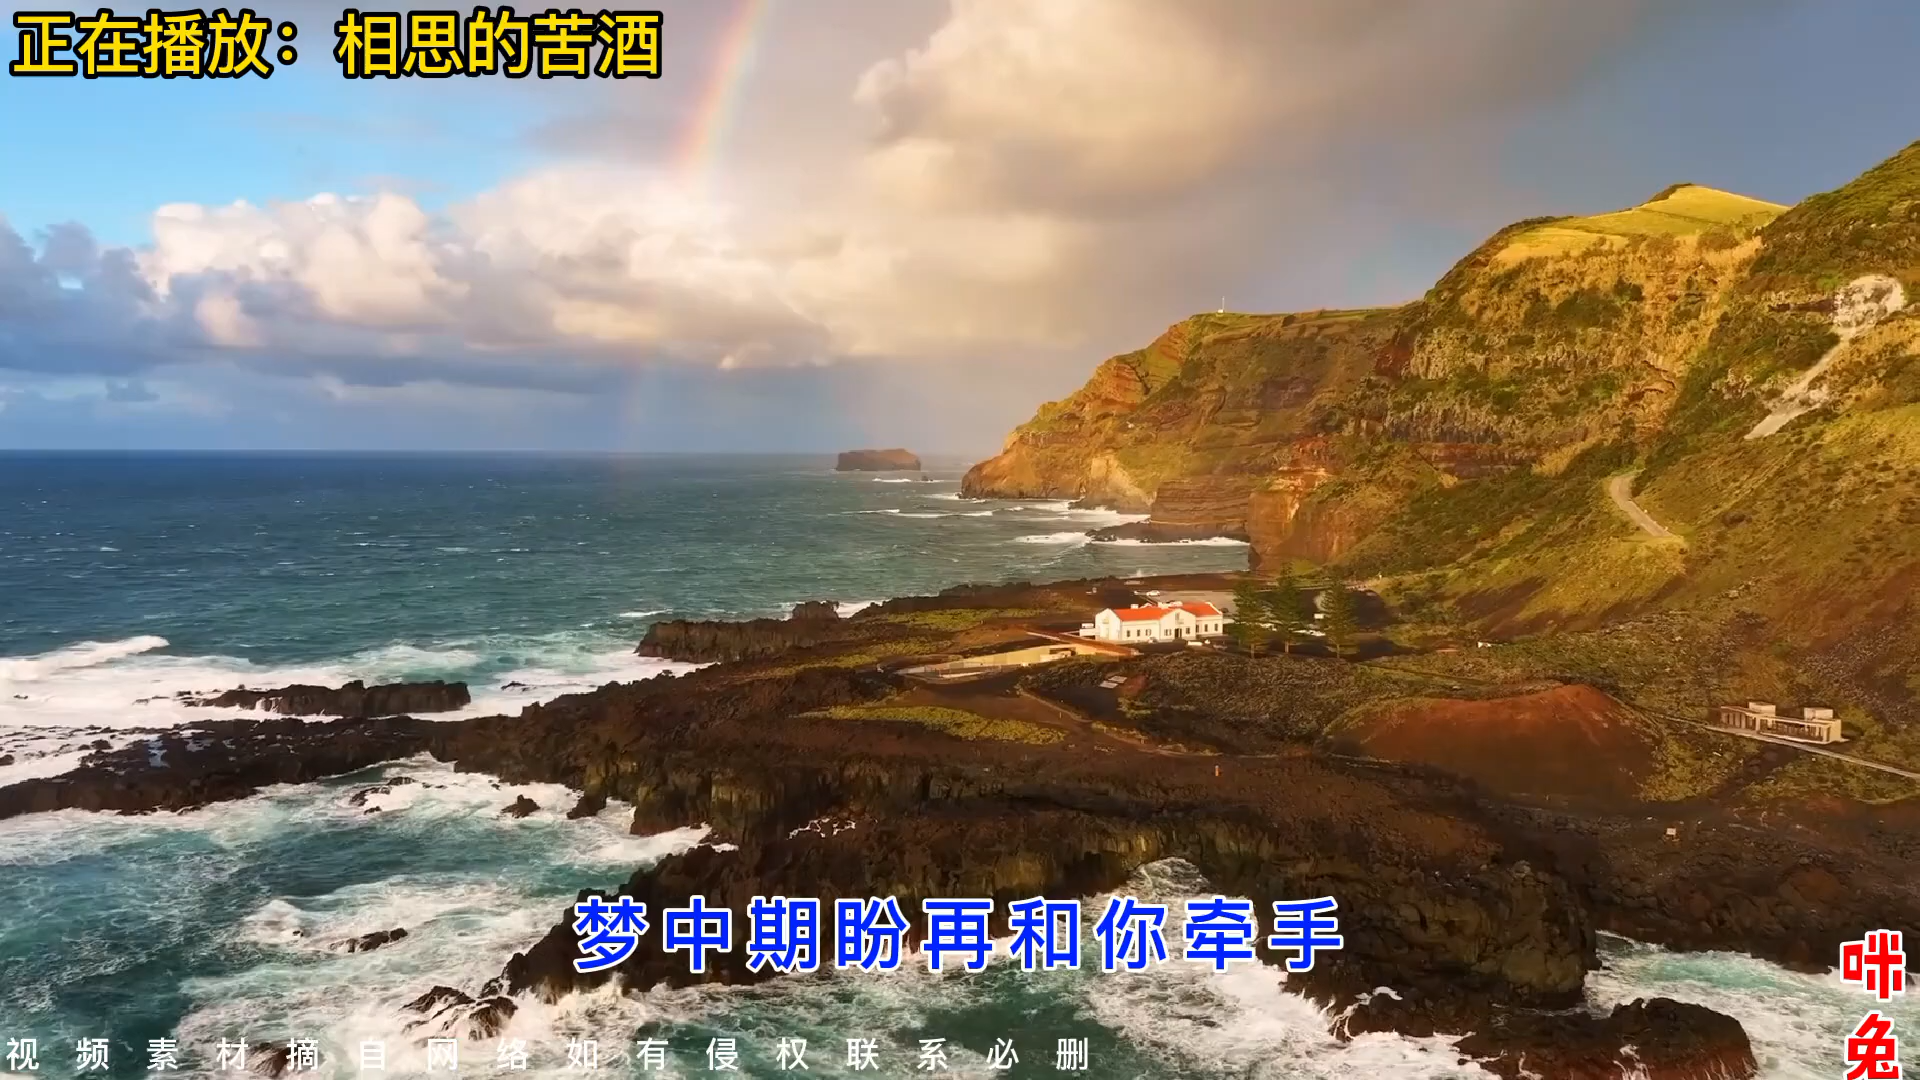 正在播放：相思的苦酒
梦中期盼再和你牵手
咪兔
视频素材摘自网络如有侵权联系必删